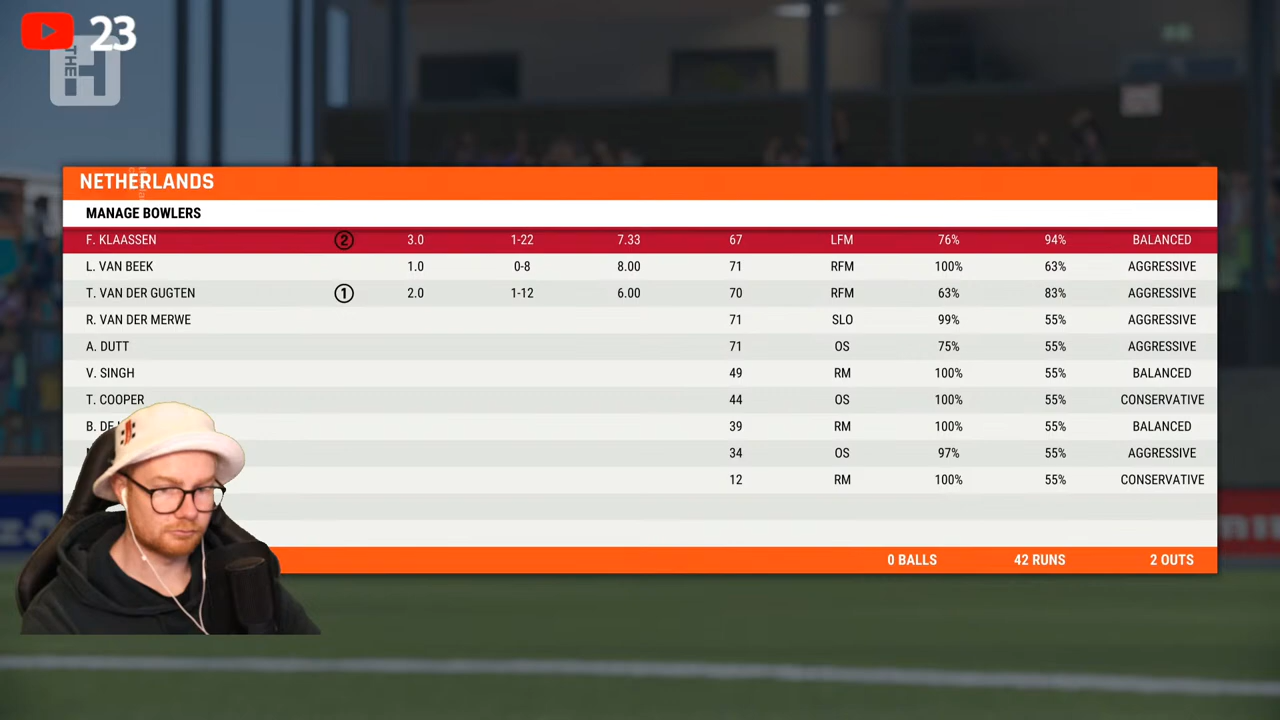 23
THE H
NETHERLANDS
MANAGE BOWLERS
F. KLAASSEN 2 3.0 1-22 7.33 67 LFM 76% 94% BALANCED
L. VAN BEEK 1.0 0-8 8.00 71 RFM 100% 63% AGGRESSIVE
T. VAN DER GUGTEN 1 2.0 1-12 6.00 70 RFM 63% 83% AGGRESSIVE
R. VAN DER MERWE 71 SLO 99% 55% AGGRESSIVE
A. DUTT 71 OS 75% 55% AGGRESSIVE
V. SINGH 49 RM 100% 55% BALANCED
T. COOPER 44 OS 100% 55% CONSERVATIVE
B. DE 39 RM 100% 55% BALANCED
34 OS 97% 55% AGGRESSIVE
12 RM 100% 55% CONSERVATIVE
0 BALLS 42 RUNS 2 OUTS